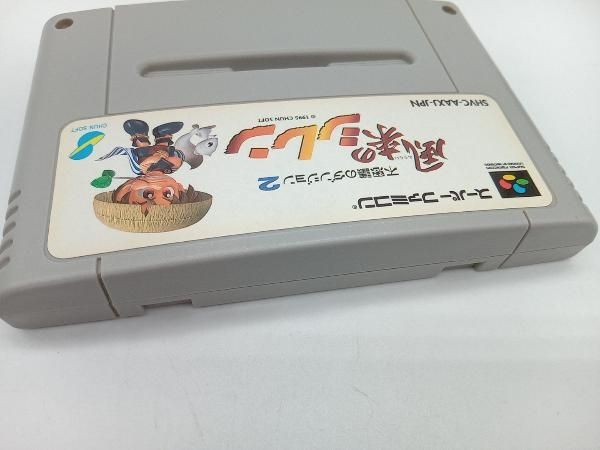 スーパーファミコン®
不思議のダンジョン2
風来のシレン
© 1995 CHUN SOFT
CHUN SOFT
SHVC-AAXJ-JPN